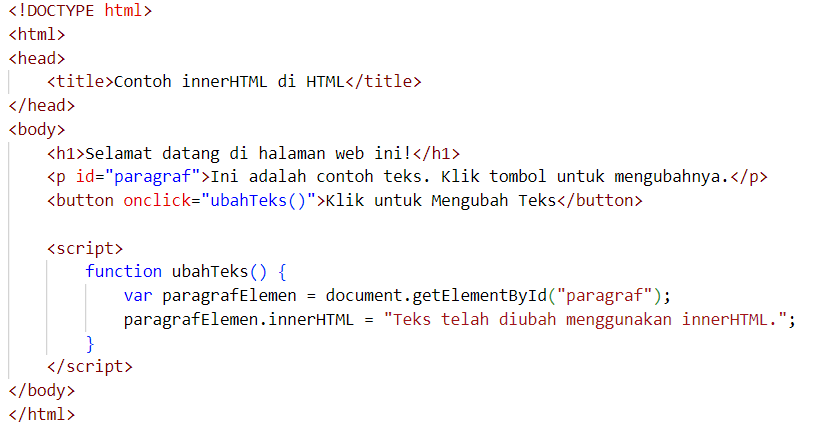 <!DOCTYPE html>
<html>
<head>
    <title>Contoh innerHTML di HTML</title>
</head>
<body>
    <h1>Selamat datang di halaman web ini!</h1>
    <p id="paragraf">Ini adalah contoh teks. Klik tombol untuk mengubahnya.</p>
    <button onclick="ubahTeks()">Klik untuk Mengubah Teks</button>

    <script>
        function ubahTeks() {
            var paragrafElemen = document.getElementById("paragraf");
            paragrafElemen.innerHTML = "Teks telah diubah menggunakan innerHTML.";
        }
    </script>
</body>
</html>